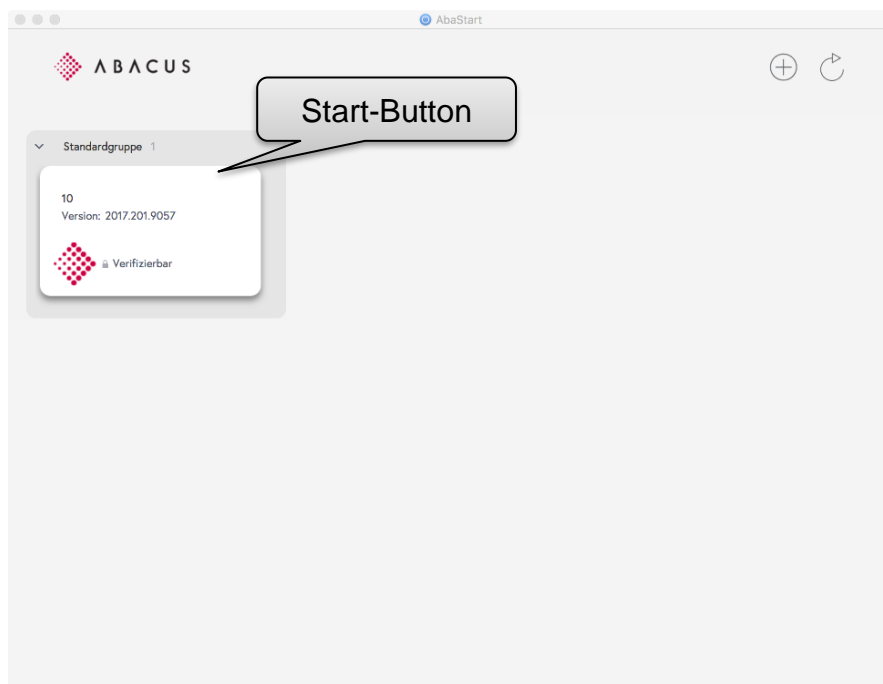 AbaStart
ABACUS
Start-Button
Standardgruppe 1
10
Version: 2017.201.9057
Verifizierbar